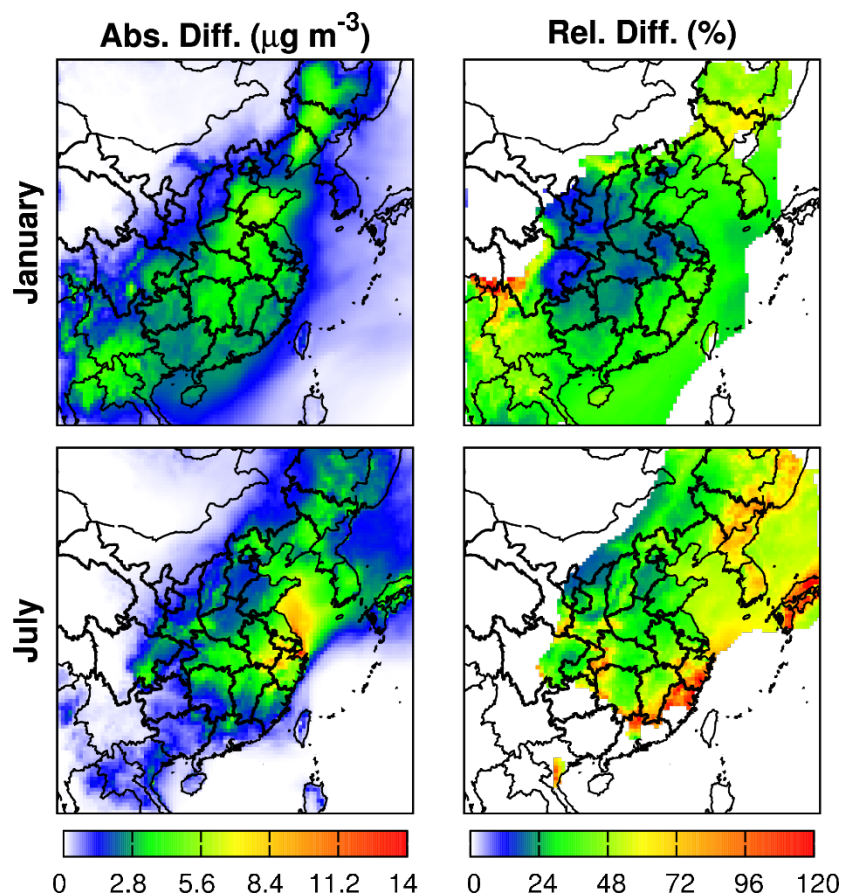 Abs. Diff. (μg m⁻³) Rel. Diff. (%)
January
July
0 2.8 5.6 8.4 11.2 14 0 24 48 72 96 120